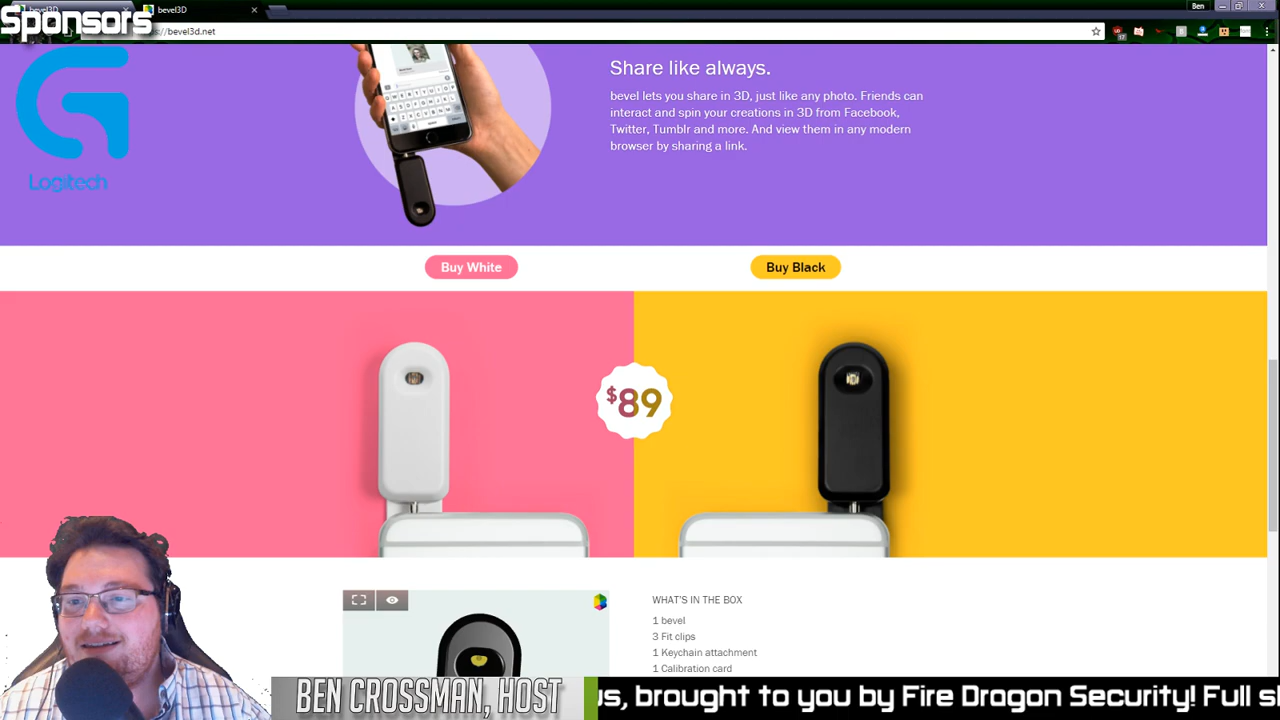 Sponsors
bevel3D
bevel3D
Ben
://bevel3d.net
Logitech
Share like always.
bevel lets you share in 3D, just like any photo. Friends can
interact and spin your creations in 3D from Facebook,
Twitter, Tumblr and more. And view them in any modern
browser by sharing a link.
Buy White
Buy Black
$89
WHAT'S IN THE BOX
1 bevel
3 Fit clips
1 Keychain attachment
1 Calibration card
BEN CROSSMAN, HOST
us, brought to you by Fire Dragon Security! Full s